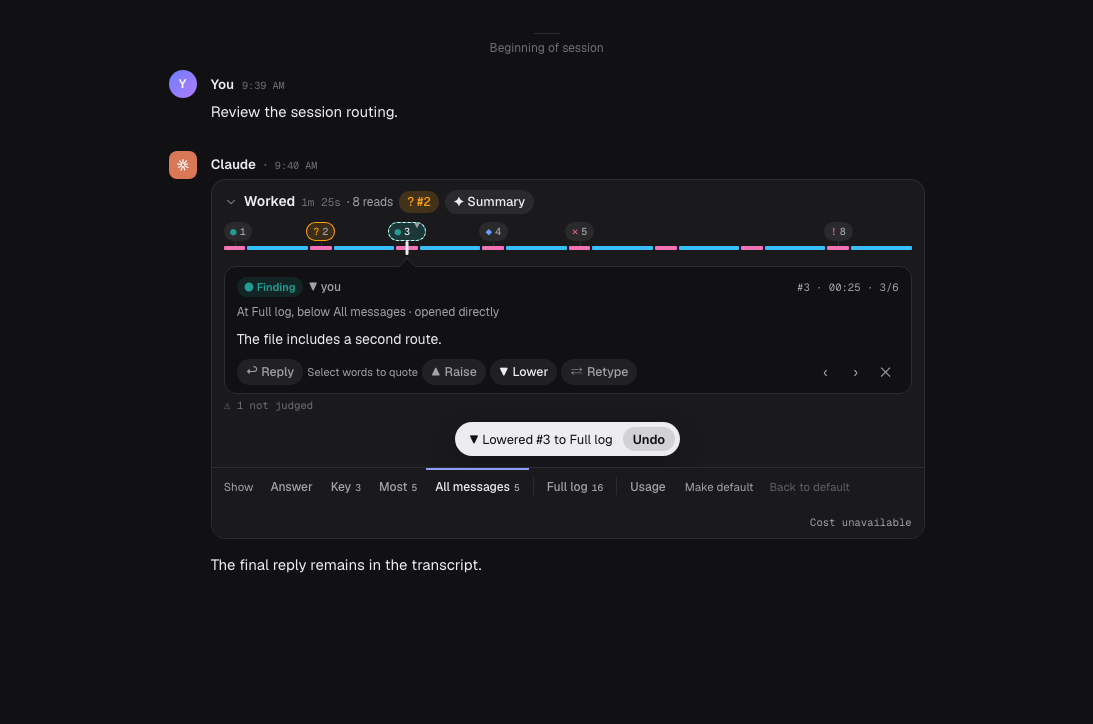 Beginning of session
Y You 9:39 AM
Review the session routing.
Claude · 9:40 AM
Worked 1m 25s · 8 reads ? #2 ✦ Summary
● 1 ? 2 ● 3 ▼ ◆ 4 × 5 ! 8
● Finding ▼ you #3 · 00:25 · 3/6
At Full log, below All messages · opened directly
The file includes a second route.
↩ Reply Select words to quote ▲ Raise ▼ Lower ⇄ Retype ‹ › ×
⚠ 1 not judged
▼ Lowered #3 to Full log Undo
Show Answer Key 3 Most 5 All messages 5 Full log 16 Usage Make default Back to default
Cost unavailable
The final reply remains in the transcript.